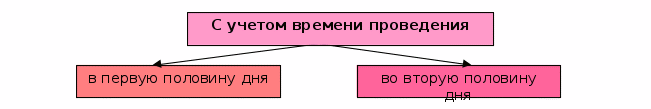 С учетом времени проведения
в первую половину дня
во вторую половину
дня